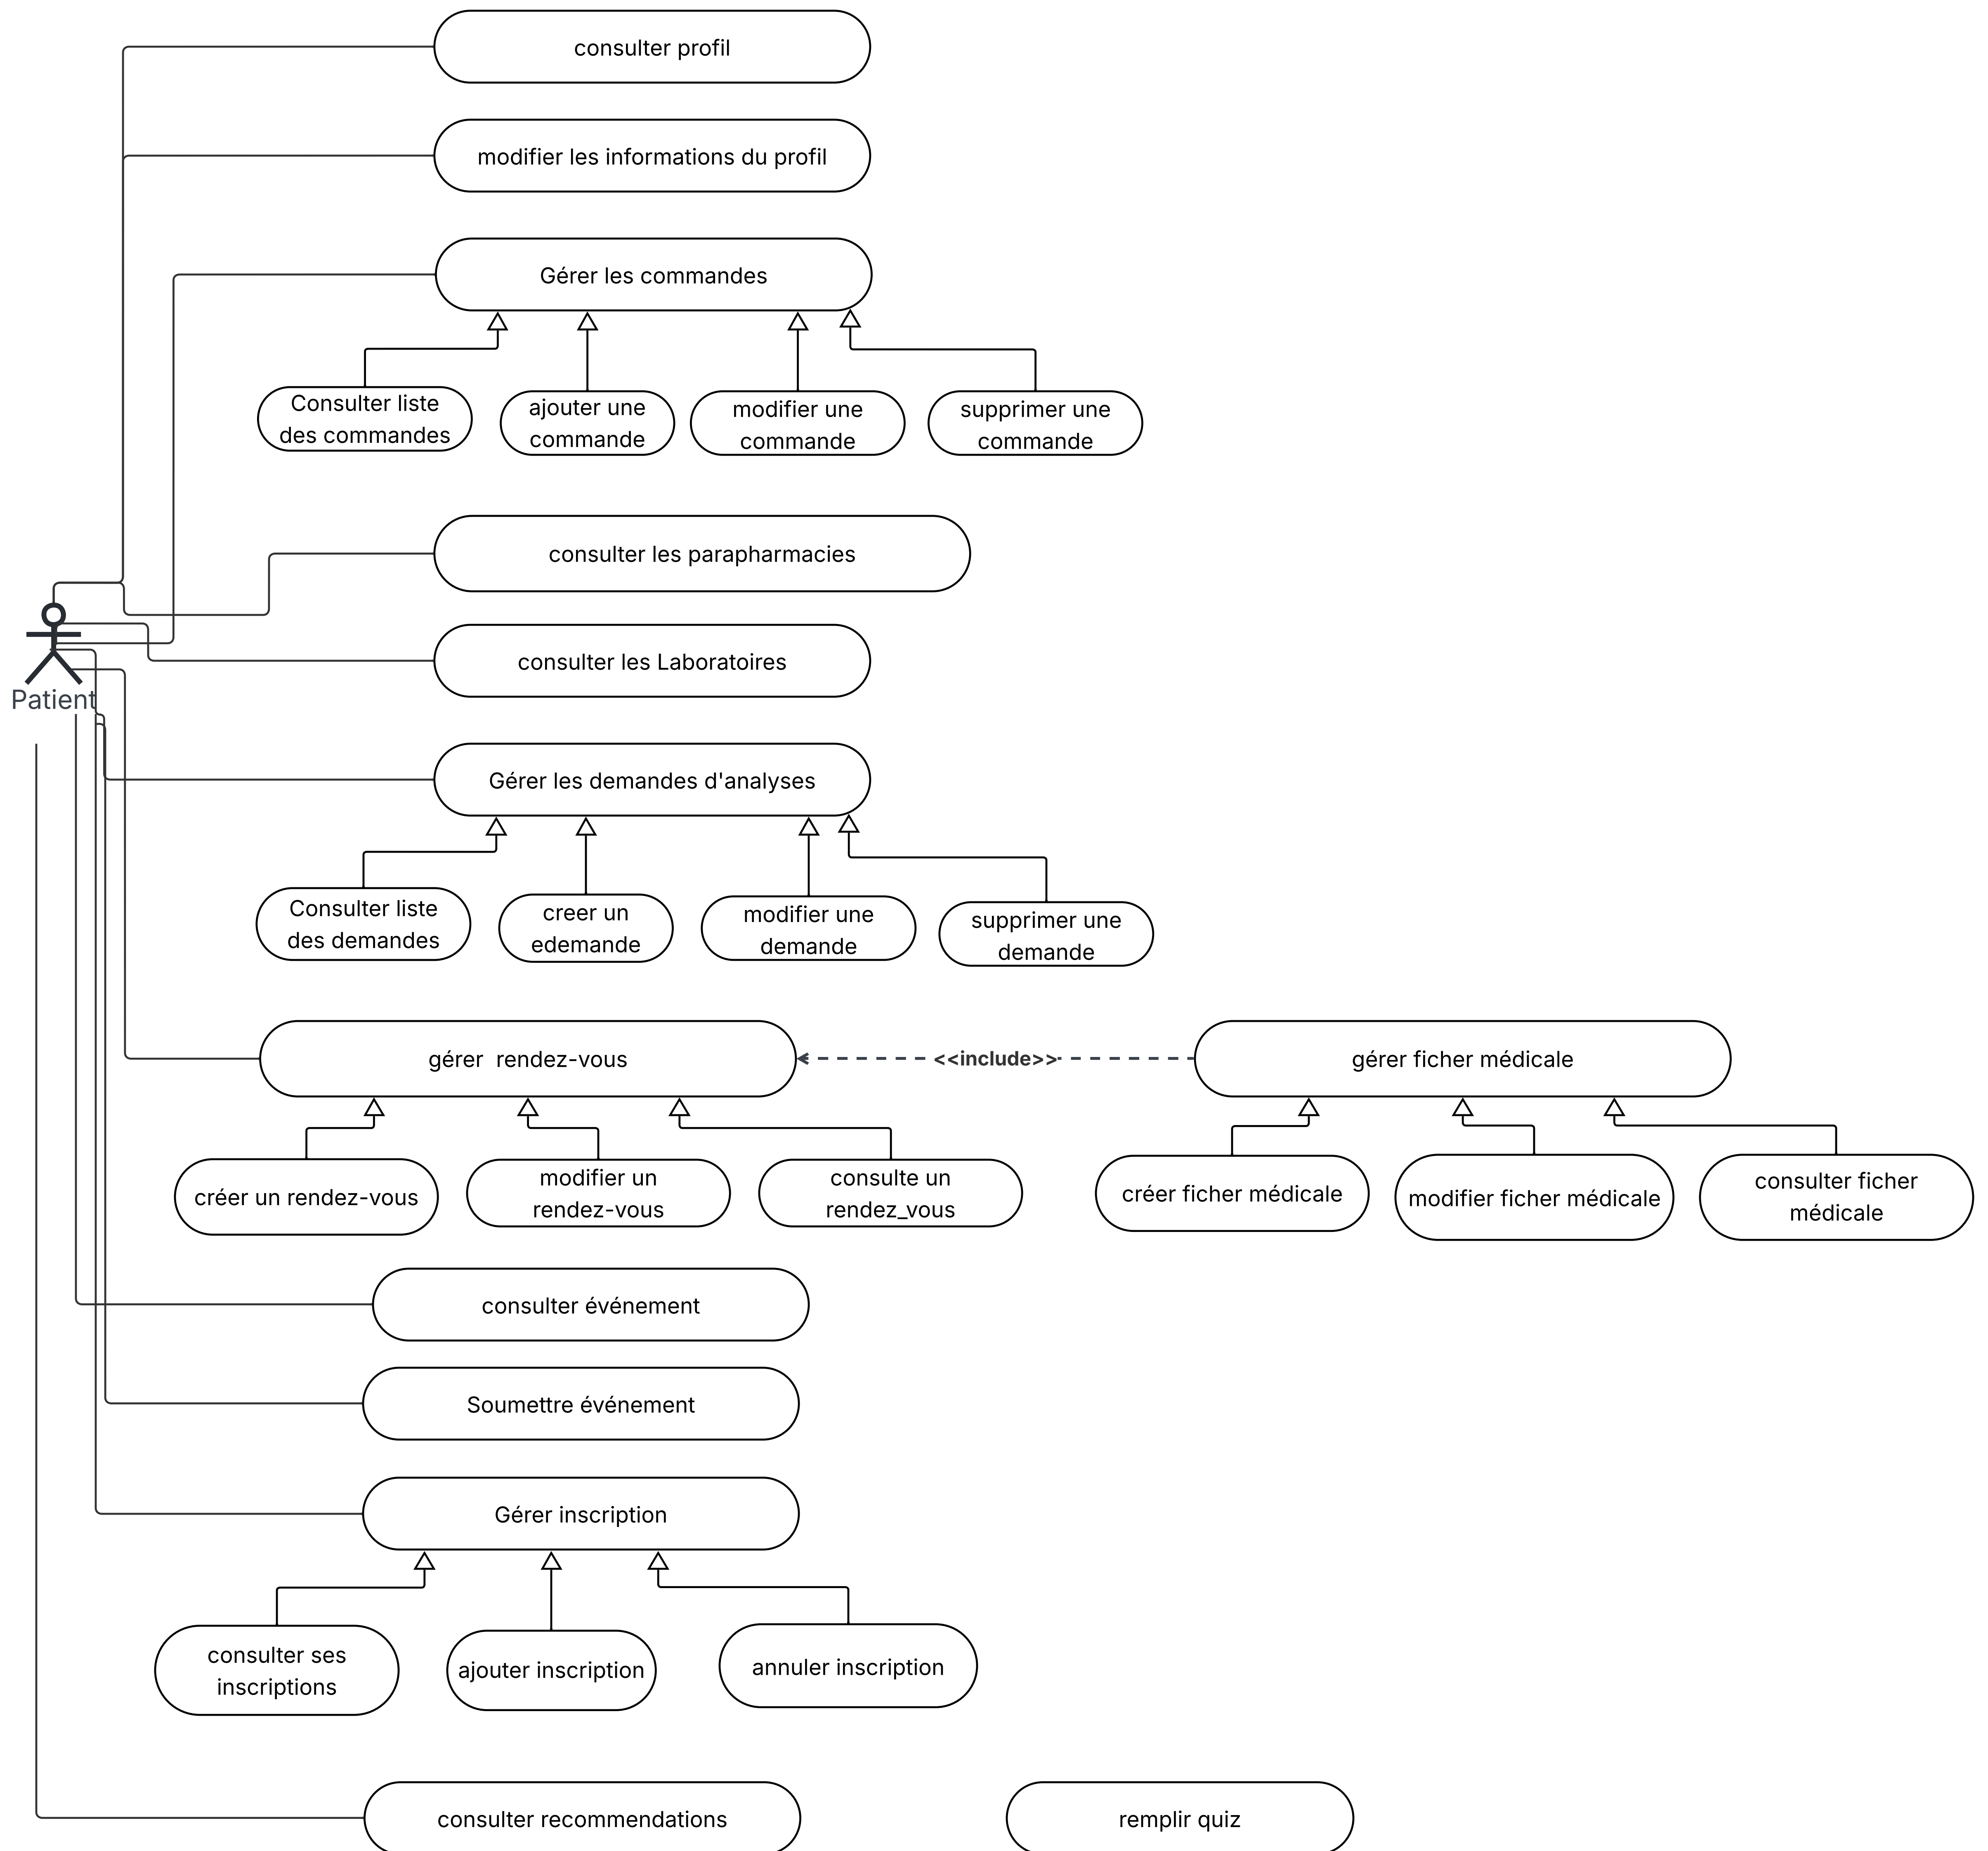 consulter profil
modifier les informations du profil
Gérer les commandes
Consulter liste
des commandes
ajouter une
commande
modifier une
commande
supprimer une
commande
consulter les parapharmacies
Patient
consulter les Laboratoires
Gérer les demandes d'analyses
Consulter liste
des demandes
creer un
edemande
modifier une
demande
supprimer une
demande
gérer  rendez-vous
<<include>>
gérer ficher médicale
créer un rendez-vous
modifier un
rendez-vous
consulte un
rendez_vous
créer ficher médicale
modifier ficher médicale
consulter ficher
médicale
consulter événement
Soumettre événement
Gérer inscription
consulter ses
inscriptions
ajouter inscription
annuler inscription
consulter recommendations
remplir quiz